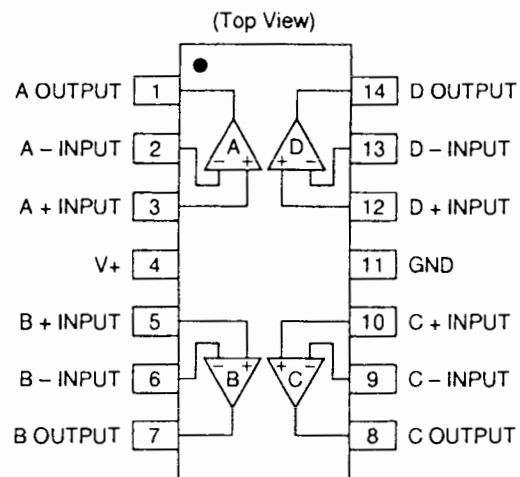 (Top View)
A OUTPUT 1 14 D OUTPUT
A – INPUT 2 A D 13 D – INPUT
– + + –
A + INPUT 3 12 D + INPUT
V+ 4 11 GND
B + INPUT 5 10 C + INPUT
– + + –
B – INPUT 6 B C 9 C – INPUT
B OUTPUT 7 8 C OUTPUT